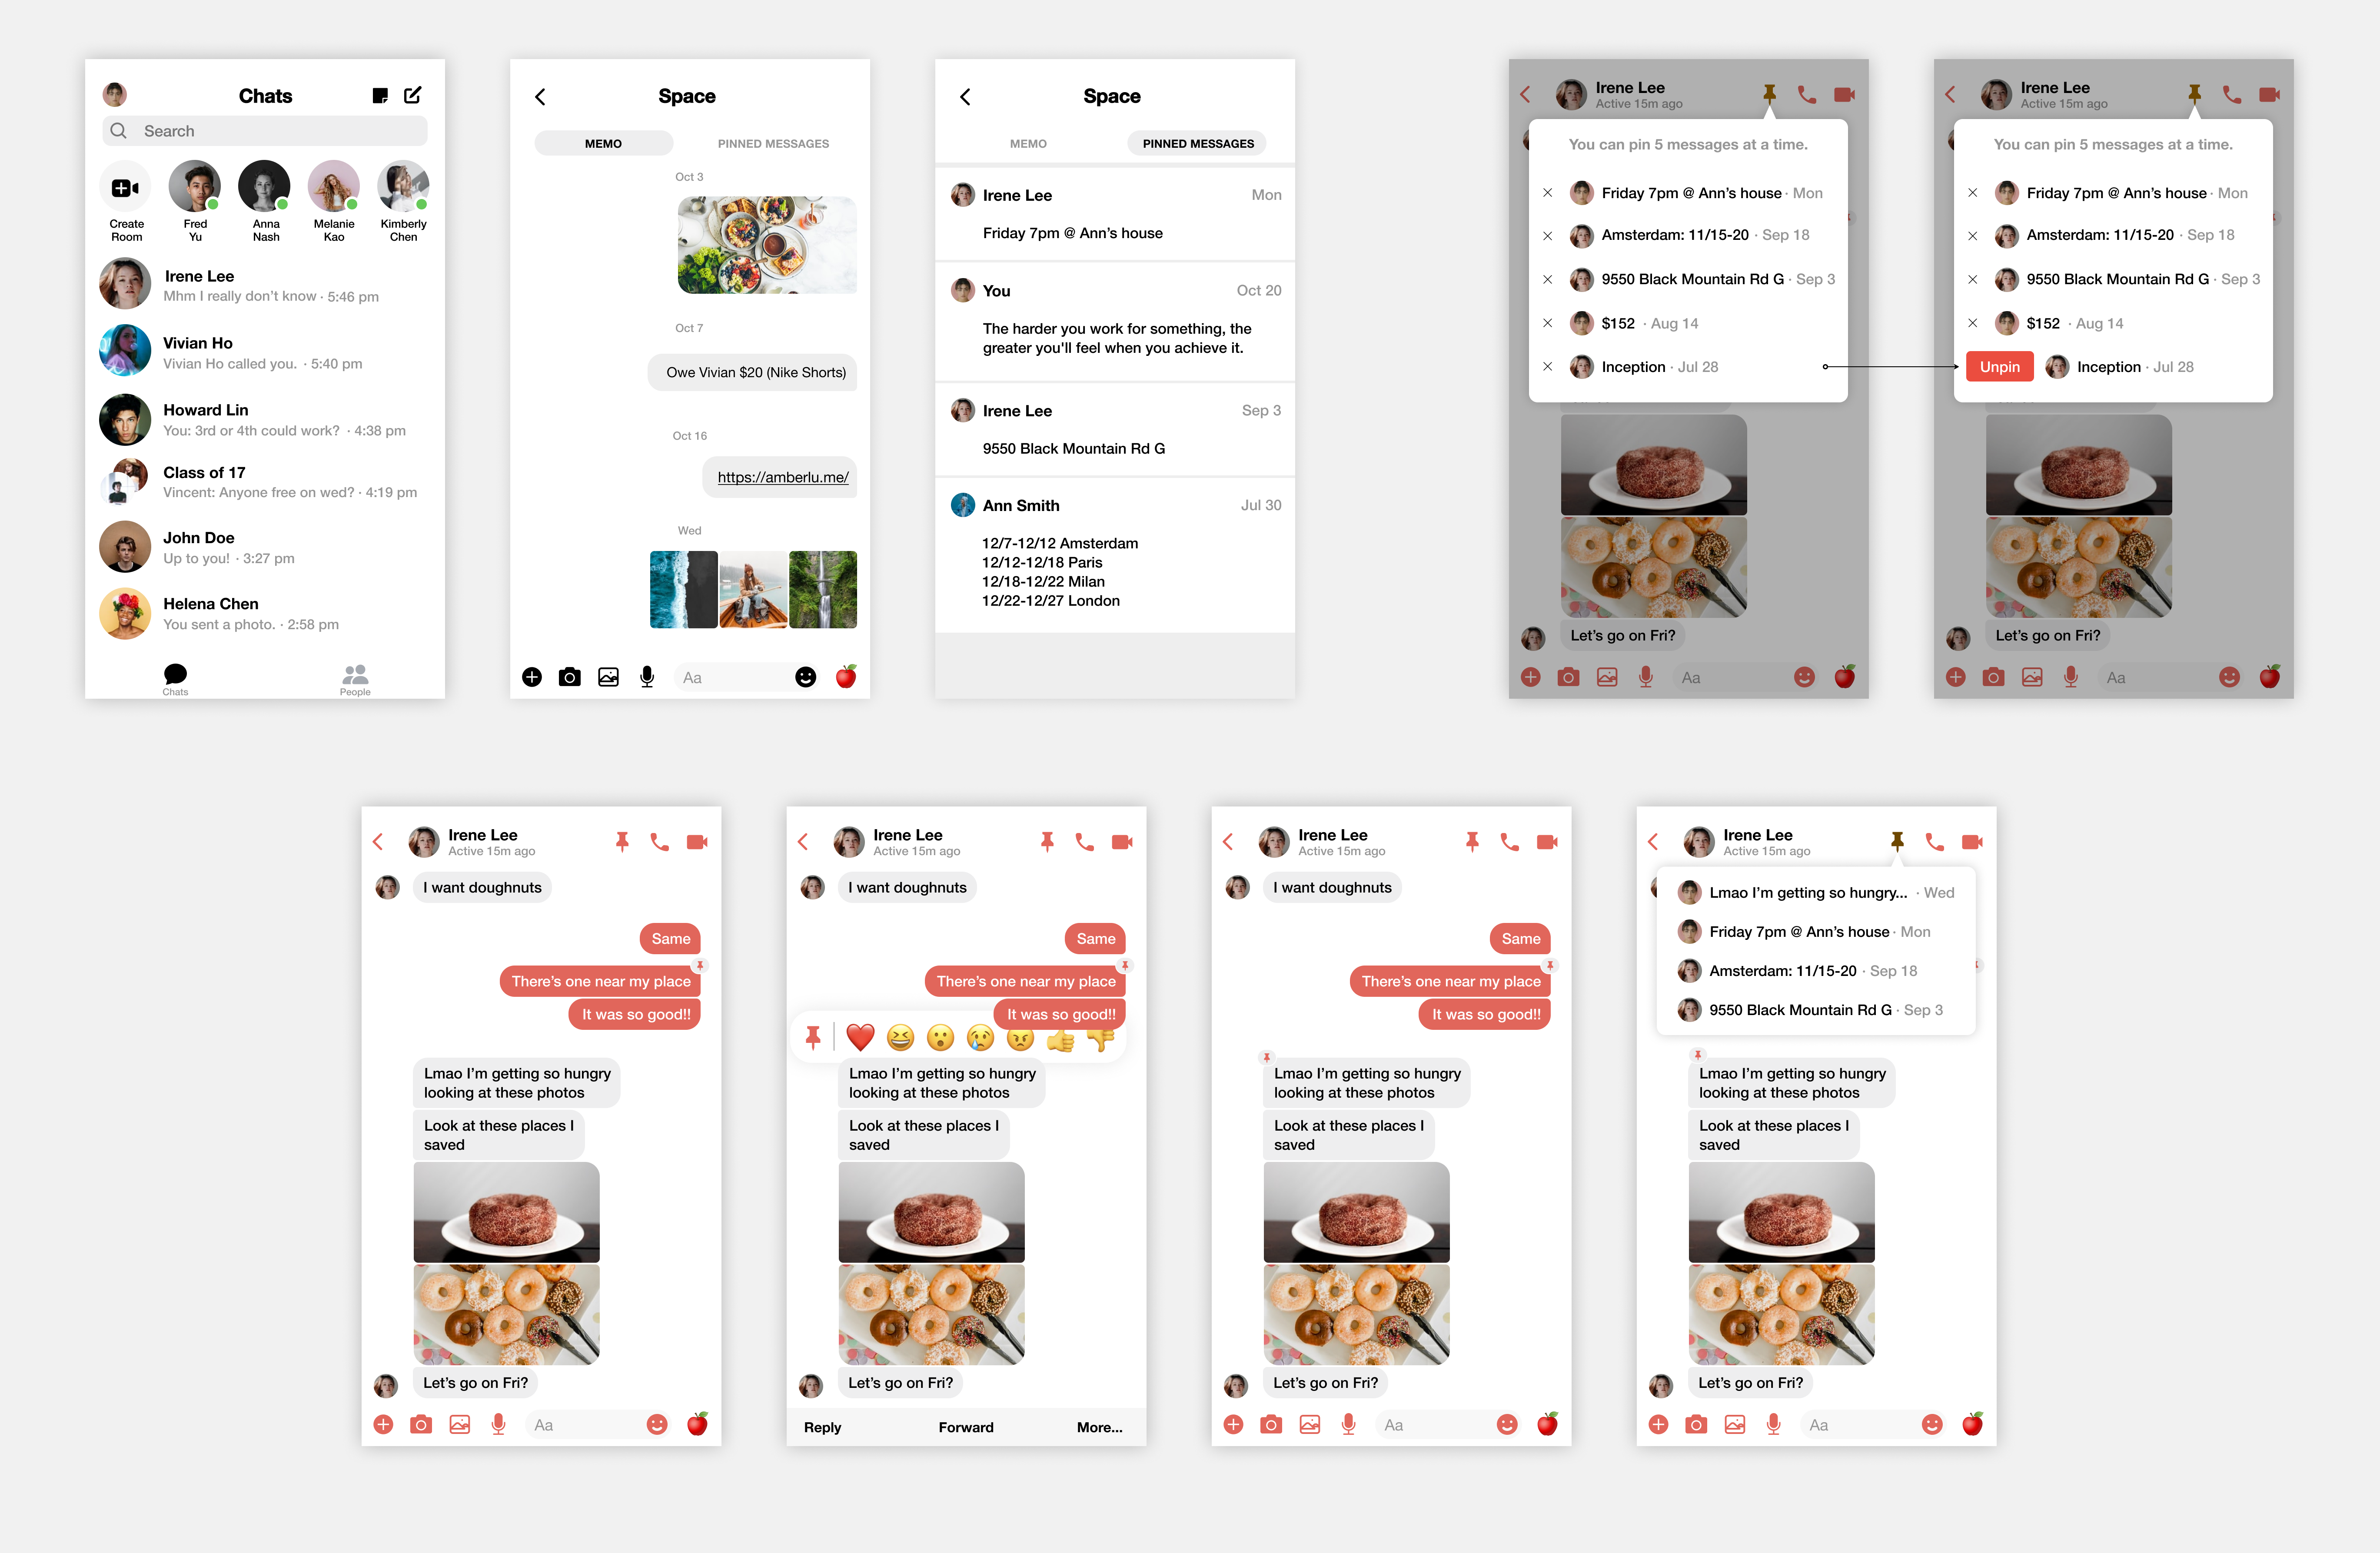 Chats
Search
Create
Room
Fred
Yu
Anna
Nash
Melanie
Kao
Kimberly
Chen
Irene Lee
Mhm I really don’t know · 5:46 pm
Vivian Ho
Vivian Ho called you. · 5:40 pm
Howard Lin
You: 3rd or 4th could work? · 4:38 pm
Class of 17
Vincent: Anyone free on wed? · 4:19 pm
John Doe
Up to you! · 3:27 pm
Helena Chen
You sent a photo. · 2:58 pm
Chats
People
Space
MEMO
PINNED MESSAGES
Oct 3
Oct 7
Owe Vivian $20 (Nike Shorts)
Oct 16
https://amberlu.me/
Wed
Aa
Space
MEMO
PINNED MESSAGES
Irene Lee
Mon
Friday 7pm @ Ann’s house
You
Oct 20
The harder you work for something, the
greater you'll feel when you achieve it.
Irene Lee
Sep 3
9550 Black Mountain Rd G
Ann Smith
Jul 30
12/7-12/12 Amsterdam
12/12-12/18 Paris
12/18-12/22 Milan
12/22-12/27 London
Irene Lee
Active 15m ago
You can pin 5 messages at a time.
Friday 7pm @ Ann’s house · Mon
Amsterdam: 11/15-20 · Sep 18
9550 Black Mountain Rd G · Sep 3
$152 · Aug 14
Inception · Jul 28
Let’s go on Fri?
Aa
Irene Lee
Active 15m ago
You can pin 5 messages at a time.
Friday 7pm @ Ann’s house · Mon
Amsterdam: 11/15-20 · Sep 18
9550 Black Mountain Rd G · Sep 3
$152 · Aug 14
Unpin
Inception · Jul 28
Let’s go on Fri?
Aa
Irene Lee
Active 15m ago
I want doughnuts
Same
There’s one near my place
It was so good!!
Lmao I’m getting so hungry
looking at these photos
Look at these places I
saved
Let’s go on Fri?
Aa
Irene Lee
Active 15m ago
I want doughnuts
Same
There’s one near my place
It was so good!!
Lmao I’m getting so hungry
looking at these photos
Look at these places I
saved
Let’s go on Fri?
Reply
Forward
More...
Irene Lee
Active 15m ago
I want doughnuts
Same
There’s one near my place
It was so good!!
Lmao I’m getting so hungry
looking at these photos
Look at these places I
saved
Let’s go on Fri?
Aa
Irene Lee
Active 15m ago
Lmao I’m getting so hungry... · Wed
Friday 7pm @ Ann’s house · Mon
Amsterdam: 11/15-20 · Sep 18
9550 Black Mountain Rd G · Sep 3
Lmao I’m getting so hungry
looking at these photos
Look at these places I
saved
Let’s go on Fri?
Aa